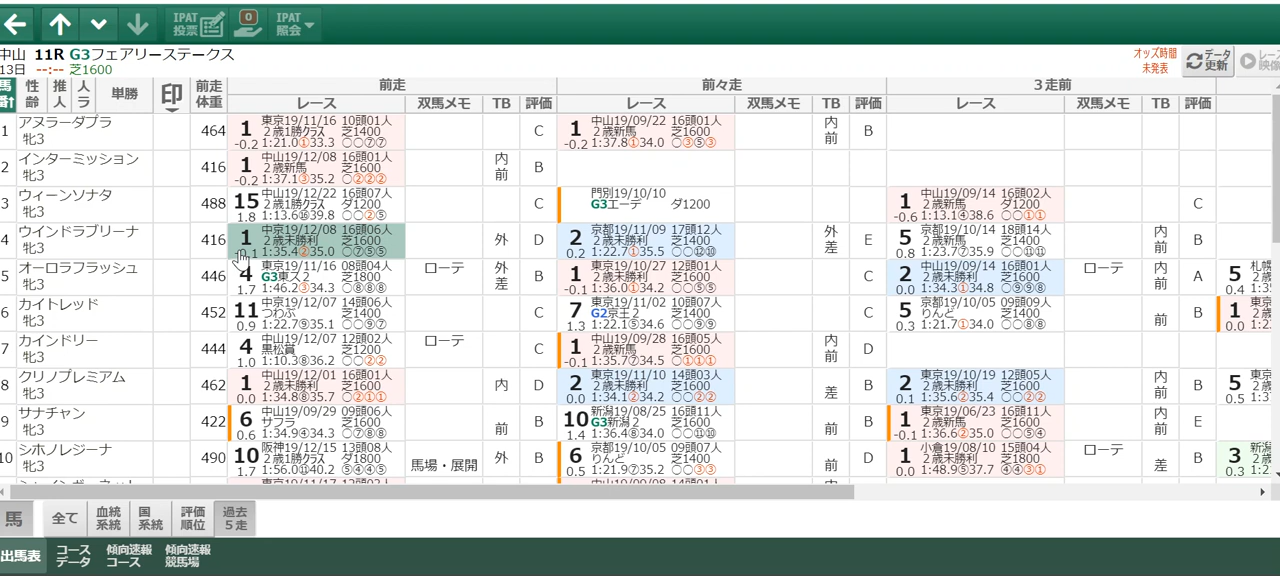 IPAT 投票 0 IPAT 照会
中山 11R G3フェアリーステークス オッズ時間 未発表 データ更新
13日 --:-- 芝1600
性齢 推人 人ラ 単勝 印 前走体重 前走 前々走 3走前
レース 双馬メモ TB 評価 レース 双馬メモ TB 評価 レース 双馬メモ TB 評価
1 アヌラーダプラ 牝3 464
1 -0.2 東京19/11/16 10頭01人 2歳1勝クラス 芝1400 1:21.0①33.3 ○○⑦⑦ C
1 -0.2 中山19/09/22 16頭01人 2歳新馬 芝1600 1:37.8①34.0 ○③⑤③ 内前 B
2 インターミッション 牝3 416
1 -0.2 中山19/12/08 16頭01人 2歳新馬 芝1600 1:37.1③35.2 ○②②② 内前 B
3 ウィーンソナタ 牝3 488
15 1.8 中山19/12/22 16頭07人 2歳1勝クラス ダ1200 1:13.6⑯39.8 ○○②⑤ C
門別19/10/10 G3エーデ ダ1200
1 -0.6 中山19/09/14 16頭02人 2歳新馬 ダ1200 1:13.1④38.6 ○○①① C
4 ウインドラブリーナ 牝3 416
1 中京19/12/08 16頭06人 2歳未勝利 芝1600 1:35.4②35.0 ○⑦⑤⑤ 外 D
2 0.2 京都19/11/09 17頭12人 2歳未勝利 芝1400 1:22.7①35.5 ○○⑫⑩ 外差 E
5 0.8 京都19/10/14 18頭14人 2歳未勝利 芝1400 1:23.7⑦35.9 ○○⑪⑪ 内前 B
5 オーロラフラッシュ 牝3 446
4 1.7 東京19/11/16 08頭04人 G3東ス2 芝1800 1:46.2③34.3 ○⑧⑧⑧ ローテ 外差 B
1 -0.1 東京19/10/27 12頭01人 2歳未勝利 芝1600 1:36.0①34.2 ○○⑤⑤ C
2 0.0 中山19/09/14 16頭01人 2歳新馬 芝1600 1:34.3①34.8 ○⑨⑨⑧ ローテ 内前 A
5 0.4 札幌
6 カイトレッド 牝3 452
11 0.9 中京19/12/07 14頭06人 つわぶ 芝1400 1:22.7⑨35.1 ○○⑨⑦ C
7 1.3 東京19/11/02 10頭07人 G2京王2 芝1400 1:22.1⑤34.6 ○○⑨⑨ C
5 0.3 京都19/10/05 09頭09人 りんど 芝1400 1:21.7①34.0 ○○⑧⑧ 前 B
1 0.0
7 カインドリー 牝3 444
4 1.0 中山19/12/07 12頭02人 黒松賞 芝1200 1:10.3⑧36.2 ○○②② ローテ C
1 -0.1 中山19/09/28 16頭05人 2歳新馬 芝1600 1:35.7⑦34.5 ○①①① 内前 D
8 クリノプレミアム 牝3 462
1 0.0 中山19/12/01 16頭01人 2歳未勝利 芝1600 1:34.8⑧35.7 ○②①① 内 D
2 0.0 東京19/11/10 14頭03人 2歳未勝利 芝1600 1:34.1②34.2 ○○②② 差 B
2 0.1 東京19/10/19 12頭05人 2歳未勝利 芝1600 1:35.6②35.4 ○○②② 内前 B
5 0.5
9 サナチャン 牝3 422
6 0.6 中山19/09/29 09頭06人 サフラ 芝1600 1:34.9④34.3 ○⑦⑧⑧ 前 B
10 1.4 新潟19/08/25 16頭11人 G3新潟2 芝1600 1:36.4⑧34.0 ○○⑪⑩ 前 B
1 -0.1 東京19/06/23 16頭11人 2歳新馬 芝1600 1:36.6②35.0 ○○⑤④ 内前 E
10 シホノレジーナ 牝3 490
10 1.7 阪神19/12/15 13頭08人 2歳1勝クラス ダ1800 1:56.0⑪40.2 ⑤④④⑤ 馬場・展開 外 B
6 0.5 京都19/10/05 09頭07人 りんど 芝1400 1:21.9⑦35.2 ○○③③ 前 D
1 0.0 小倉19/08/10 15頭04人 2歳未勝利 芝1800 1:48.9⑤37.7 ④④③① ローテ 差 B
3 0.3
馬 全て 血統系統 国系統 評価順位 過去5走
出馬表 コースデータ 傾向速報コース 傾向速報競馬場